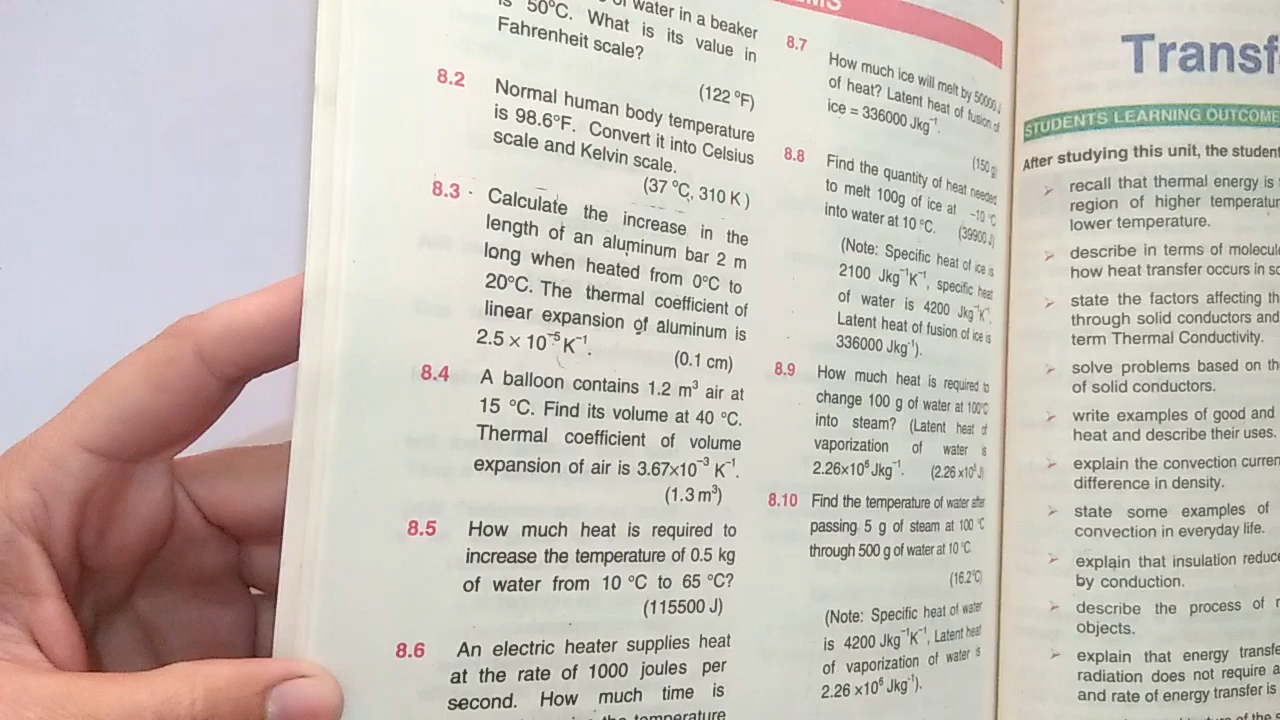 water in a beaker
is 50°C. What is its value in
Fahrenheit scale?
(122 °F)
8.2 Normal human body temperature
is 98.6°F. Convert it into Celsius
scale and Kelvin scale.
(37 °C, 310 K )
8.3 Calculate the increase in the
length of an aluminum bar 2 m
long when heated from 0°C to
20°C. The thermal coefficient of
linear expansion of aluminum is
2.5 × 10⁻⁵ K⁻¹. (0.1 cm)
8.4 A balloon contains 1.2 m³ air at
15 °C. Find its volume at 40 °C.
Thermal coefficient of volume
expansion of air is 3.67×10⁻³ K⁻¹.
(1.3 m³)
8.5 How much heat is required to
increase the temperature of 0.5 kg
of water from 10 °C to 65 °C?
(115500 J)
8.6 An electric heater supplies heat
at the rate of 1000 joules per
second. How much time is
temperature
8.7 How much ice will melt by 50000 J
of heat? Latent heat of fusion of
ice = 336000 Jkg⁻¹.
(150 g)
8.8 Find the quantity of heat needed
to melt 100g of ice at −10 °C
into water at 10 °C. (39900 J)
(Note: Specific heat of ice is
2100 Jkg⁻¹K⁻¹, specific heat
of water is 4200 Jkg⁻¹K⁻¹,
Latent heat of fusion of ice is
336000 Jkg⁻¹).
8.9 How much heat is required to
change 100 g of water at 100°C
into steam? (Latent heat of
vaporization of water is
2.26×10⁶ Jkg⁻¹. (2.26 ×10⁵ J)
8.10 Find the temperature of water after
passing 5 g of steam at 100 °C
through 500 g of water at 10 °C.
(16.2°C)
(Note: Specific heat of water
is 4200 Jkg⁻¹K⁻¹, Latent heat
of vaporization of water is
2.26 ×10⁶ Jkg⁻¹).
Transf
STUDENTS LEARNING OUTCOME
After studying this unit, the student
➢ recall that thermal energy is
region of higher temperatur
lower temperature.
➢ describe in terms of molecul
how heat transfer occurs in so
➢ state the factors affecting th
through solid conductors and
term Thermal Conductivity.
➢ solve problems based on th
of solid conductors.
➢ write examples of good and
heat and describe their uses.
➢ explain the convection curren
difference in density.
➢ state some examples of
convection in everyday life.
➢ explain that insulation reduc
by conduction.
➢ describe the process of r
objects.
➢ explain that energy transfe
radiation does not require a
and rate of energy transfer is